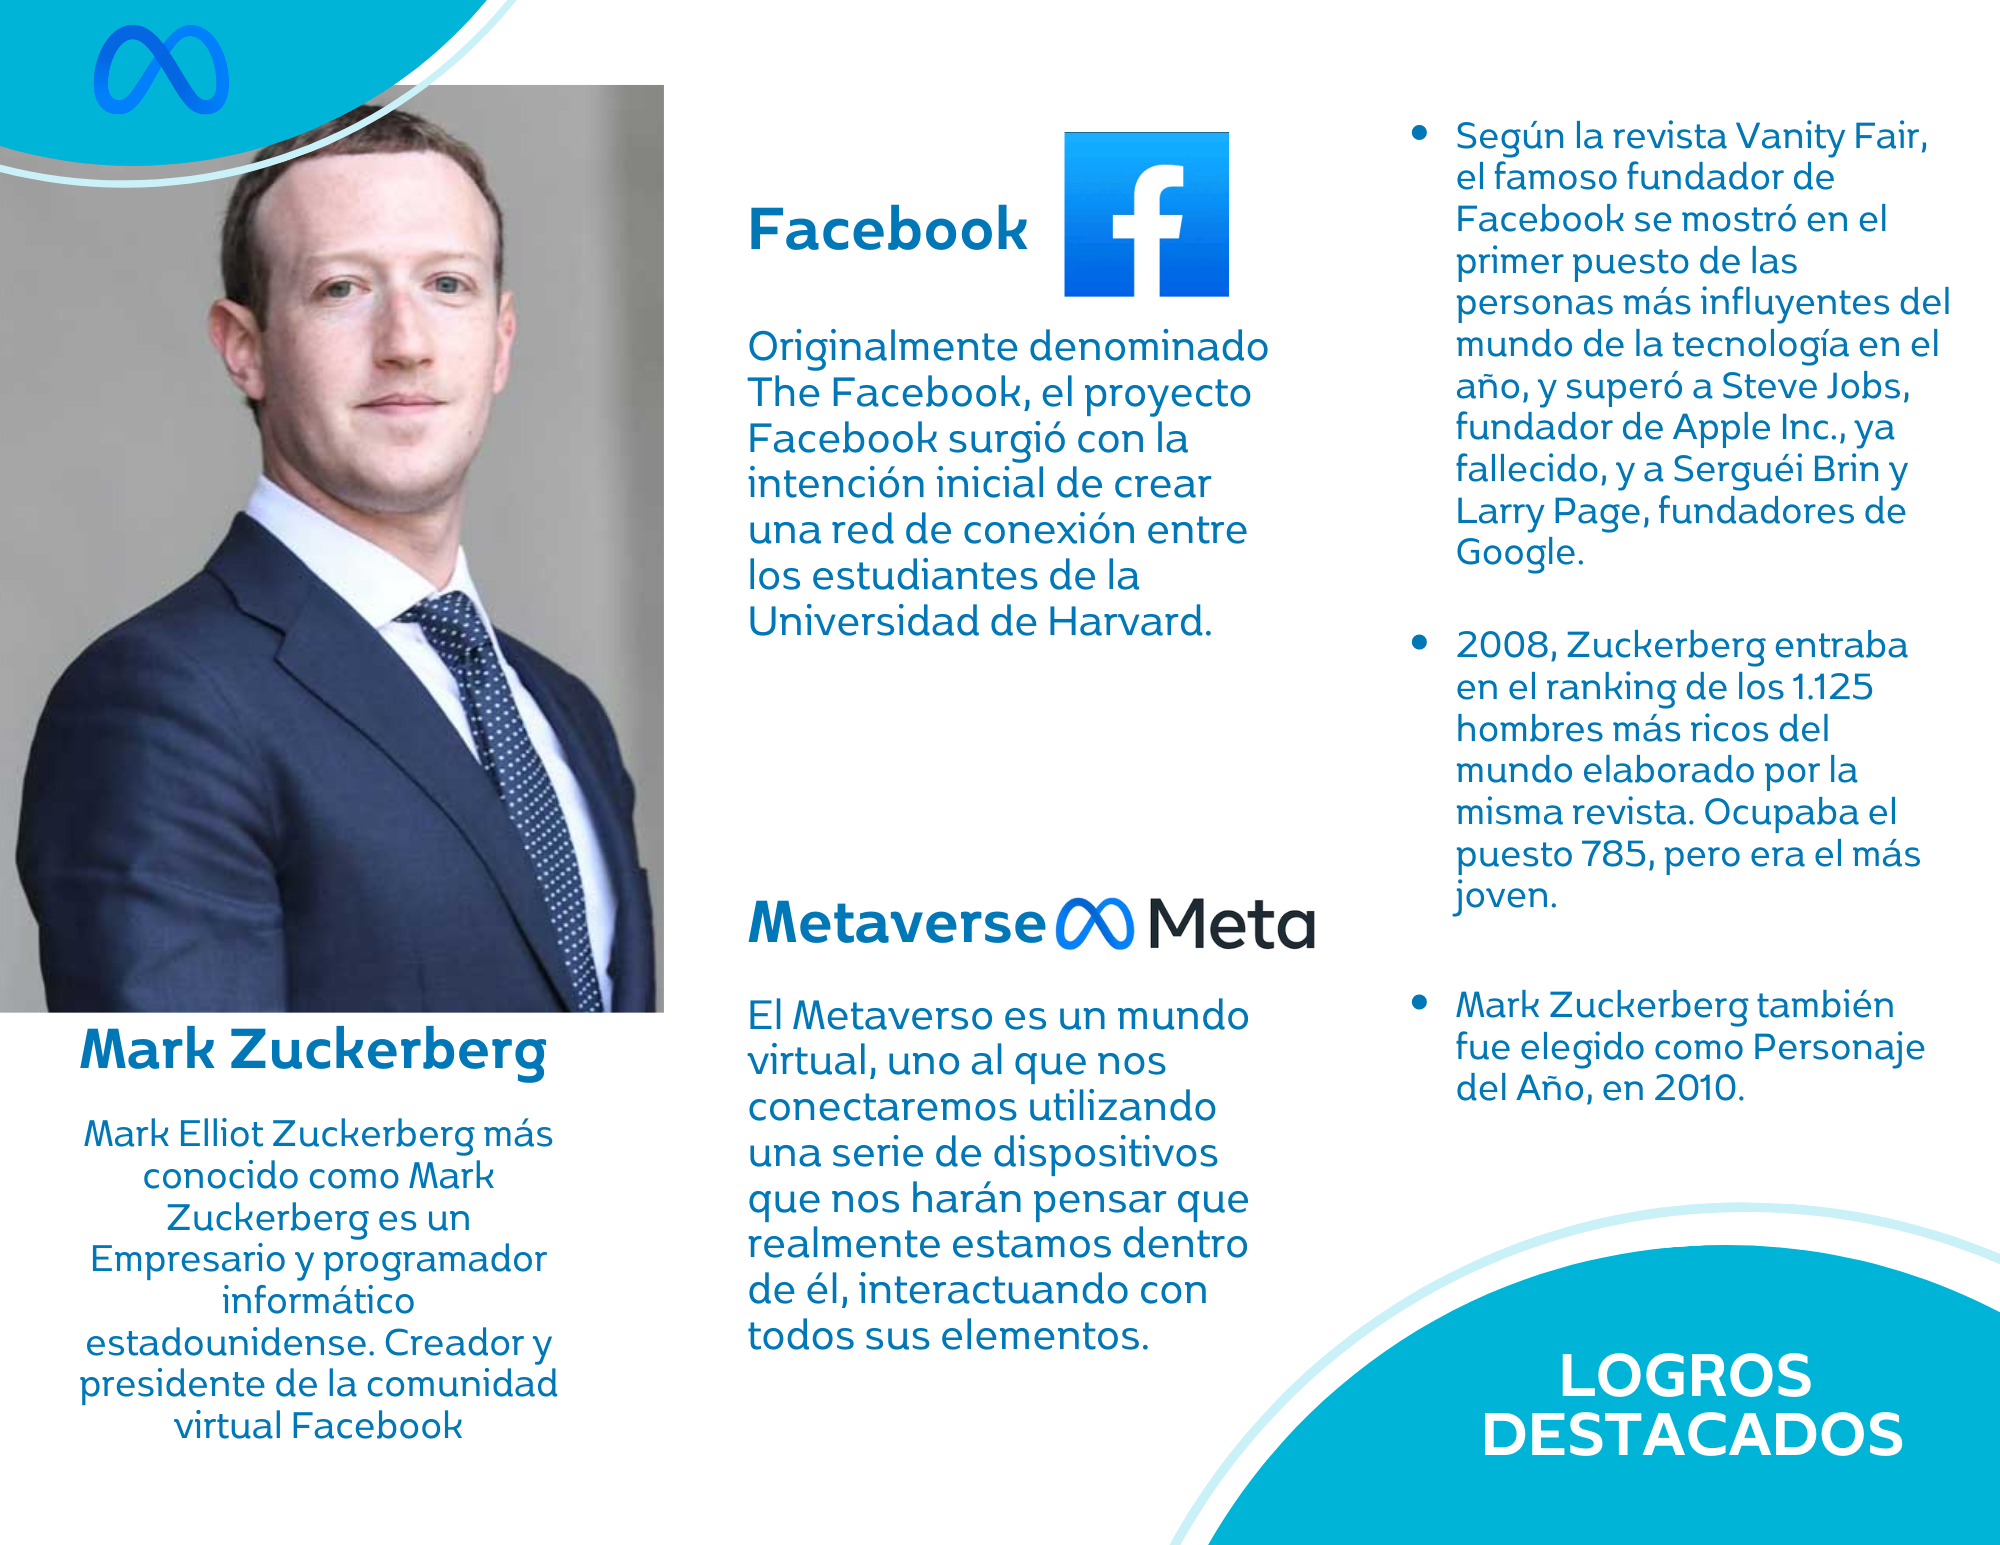 Mark Zuckerberg
Mark Elliot Zuckerberg más
conocido como Mark
Zuckerberg es un
Empresario y programador
informático
estadounidense. Creador y
presidente de la comunidad
virtual Facebook
Facebook
Originalmente denominado
The Facebook, el proyecto
Facebook surgió con la
intención inicial de crear
una red de conexión entre
los estudiantes de la
Universidad de Harvard.
Metaverse Meta
El Metaverso es un mundo
virtual, uno al que nos
conectaremos utilizando
una serie de dispositivos
que nos harán pensar que
realmente estamos dentro
de él, interactuando con
todos sus elementos.
• Según la revista Vanity Fair,
el famoso fundador de
Facebook se mostró en el
primer puesto de las
personas más influyentes del
mundo de la tecnología en el
año, y superó a Steve Jobs,
fundador de Apple Inc., ya
fallecido, y a Serguéi Brin y
Larry Page, fundadores de
Google.
• 2008, Zuckerberg entraba
en el ranking de los 1.125
hombres más ricos del
mundo elaborado por la
misma revista. Ocupaba el
puesto 785, pero era el más
joven.
• Mark Zuckerberg también
fue elegido como Personaje
del Año, en 2010.
LOGROS
DESTACADOS